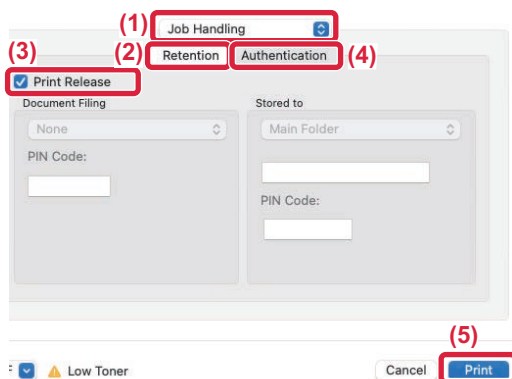 (1) Job Handling
(3) (2) Retention Authentication (4)
Print Release
Document Filing Stored to
None Main Folder
PIN Code:
PIN Code:
(5)
Low Toner Cancel Print